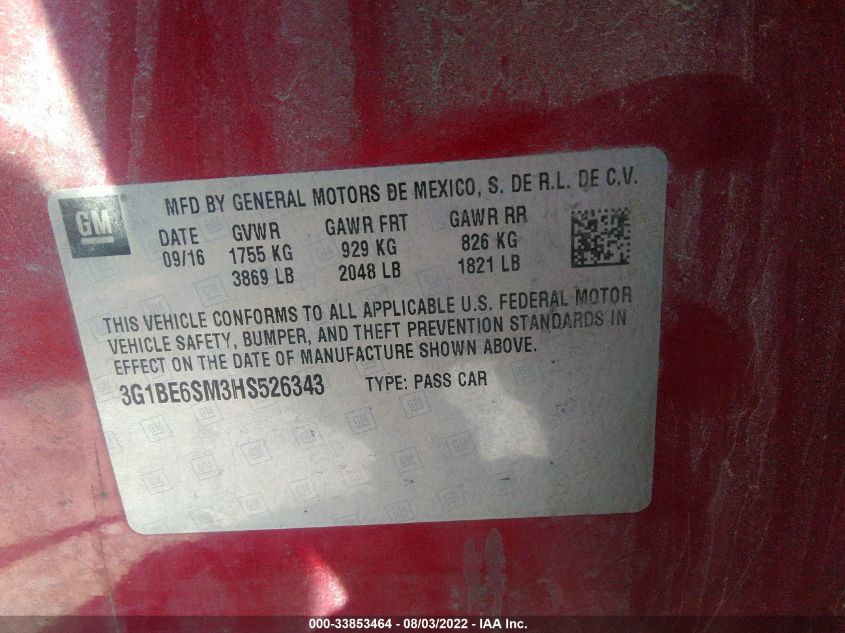 MFD BY GENERAL MOTORS DE MEXICO, S. DE R.L. DE C.V.
GM®
DATE GVWR GAWR FRT GAWR RR
09/16 1755 KG 929 KG 826 KG
3869 LB 2048 LB 1821 LB
THIS VEHICLE CONFORMS TO ALL APPLICABLE U.S. FEDERAL MOTOR
VEHICLE SAFETY, BUMPER, AND THEFT PREVENTION STANDARDS IN
EFFECT ON THE DATE OF MANUFACTURE SHOWN ABOVE.
3G1BE6SM3HS526343 TYPE: PASS CAR
000-33853464 - 08/03/2022 - IAA Inc.